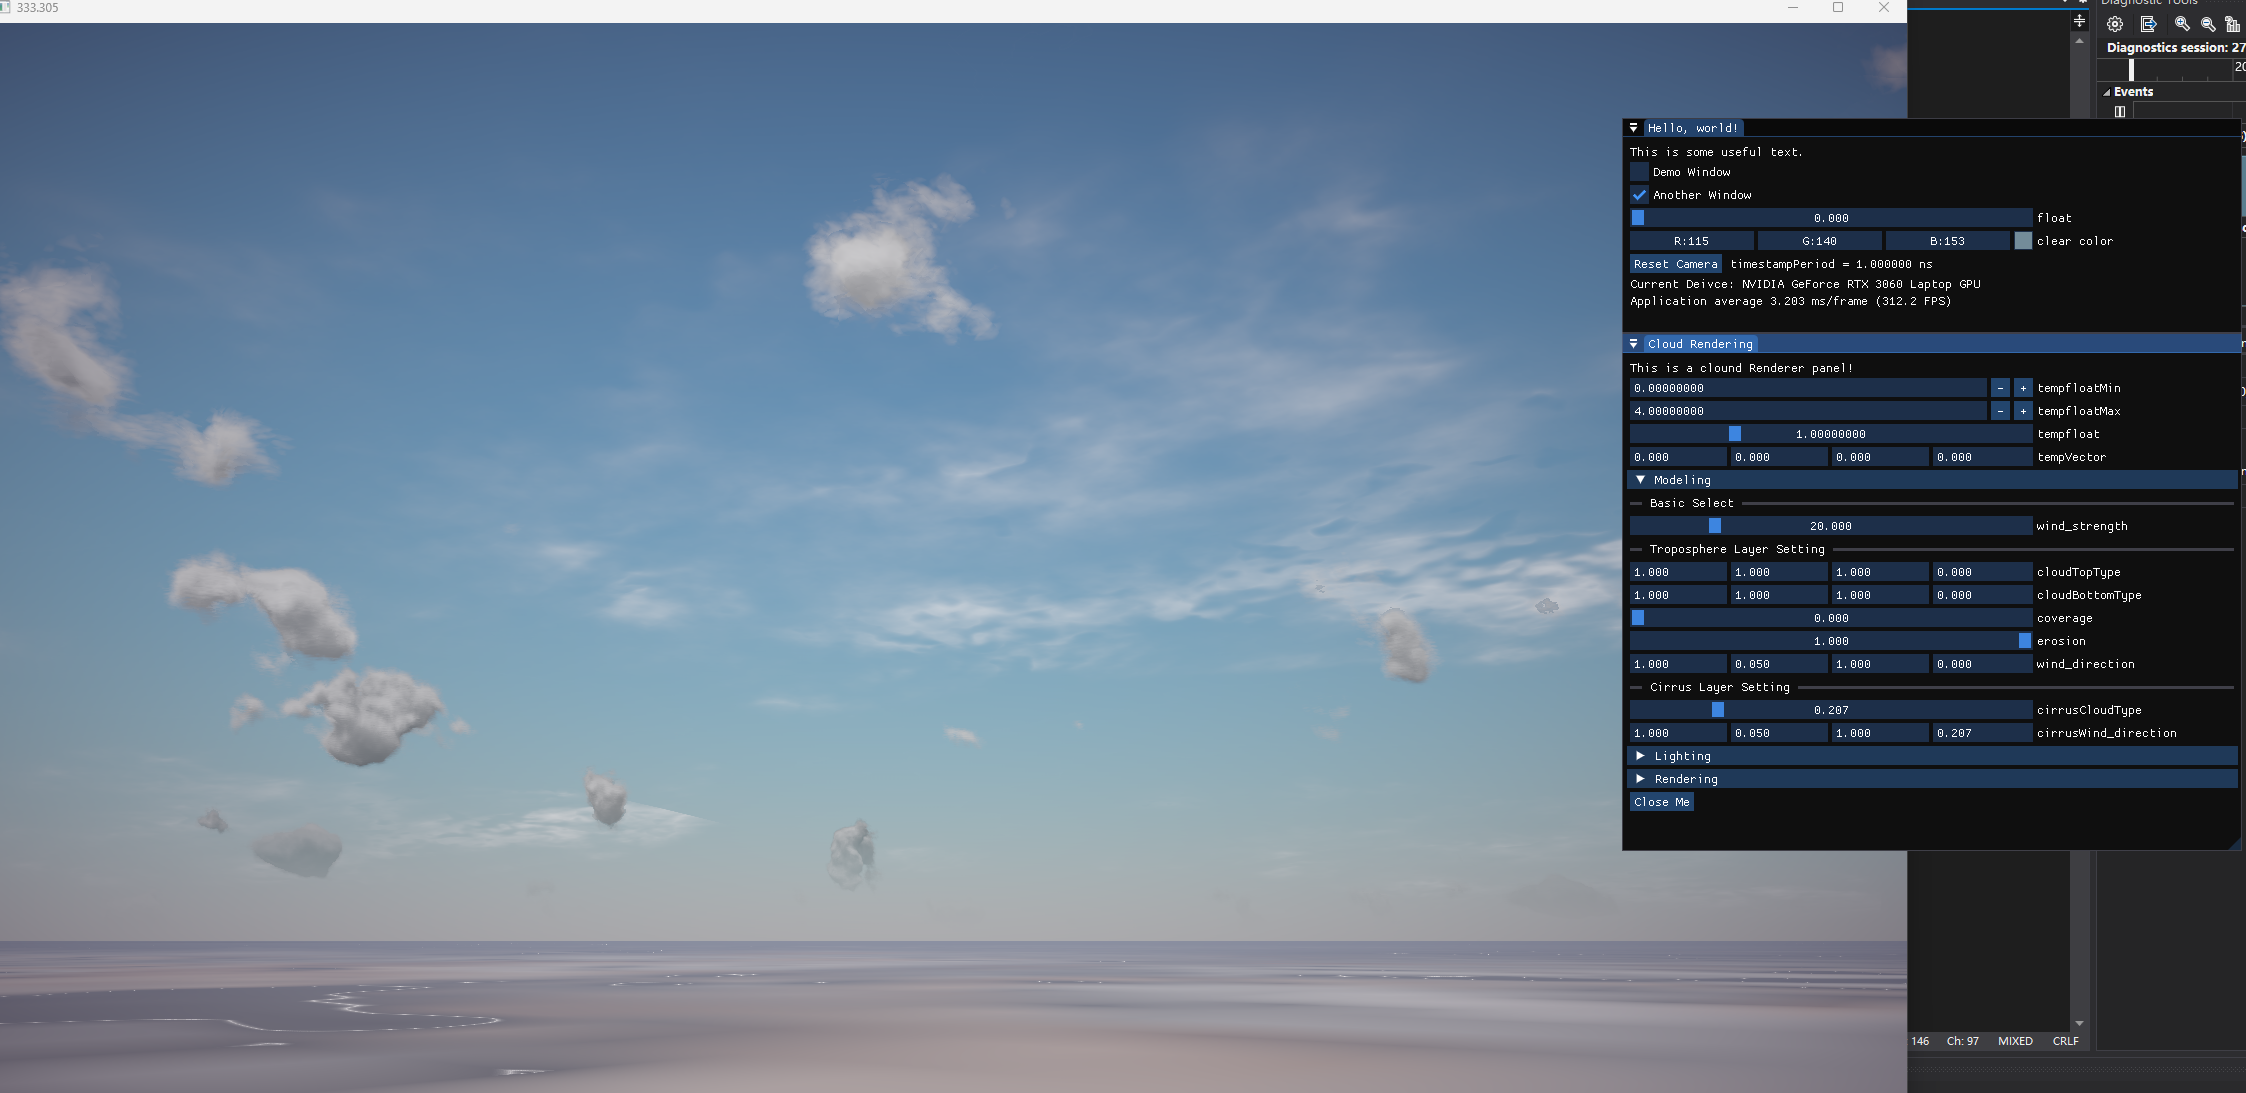 333.305
Diagnostic Tools
Diagnostics session: 27
20
Events
Hello, world!
This is some useful text.
Demo Window
Another Window
0.000 float
R:115 G:140 B:153 clear color
Reset Camera timestampPeriod = 1.000000 ns
Current Deivce: NVIDIA GeForce RTX 3060 Laptop GPU
Application average 3.203 ms/frame (312.2 FPS)
Cloud Rendering
This is a clound Renderer panel!
0.00000000 - + tempfloatMin
4.00000000 - + tempfloatMax
1.00000000 tempfloat
0.000 0.000 0.000 0.000 tempVector
Modeling
Basic Select
20.000 wind_strength
Troposphere Layer Setting
1.000 1.000 1.000 0.000 cloudTopType
1.000 1.000 1.000 0.000 cloudBottomType
0.000 coverage
1.000 erosion
1.000 0.050 1.000 0.000 wind_direction
Cirrus Layer Setting
0.207 cirrusCloudType
1.000 0.050 1.000 0.207 cirrusWind_direction
Lighting
Rendering
Close Me
146 Ch: 97 MIXED CRLF